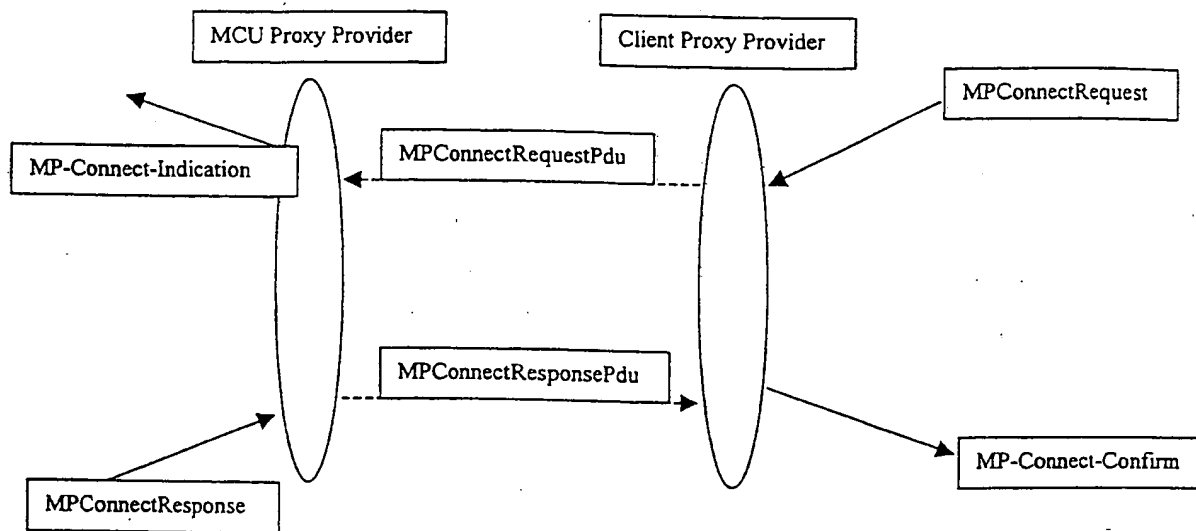 MCU Proxy Provider
Client Proxy Provider
MPConnectRequest
MPConnectRequestPdu
MP-Connect-Indication
MPConnectResponsePdu
MP-Connect-Confirm
MPConnectResponse